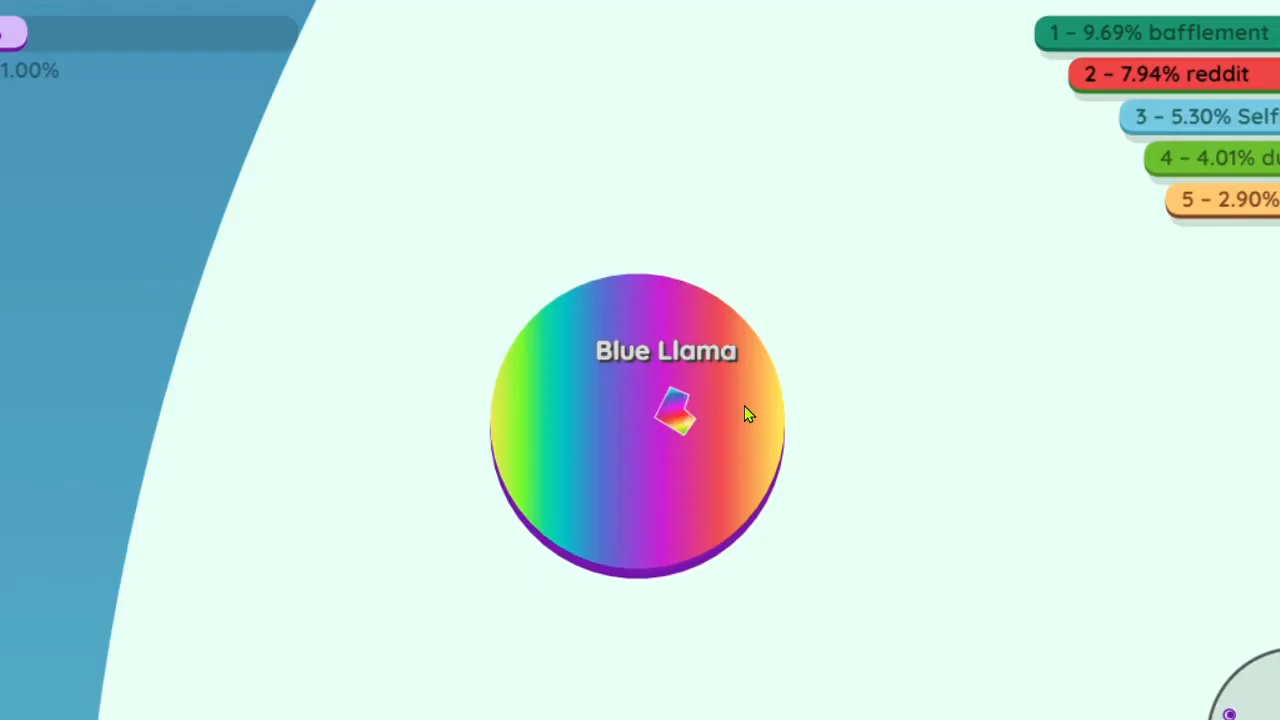 1.00%
1 – 9.69% bafflement
2 – 7.94% reddit
3 – 5.30% Self
4 – 4.01% du
5 – 2.90%
Blue Llama